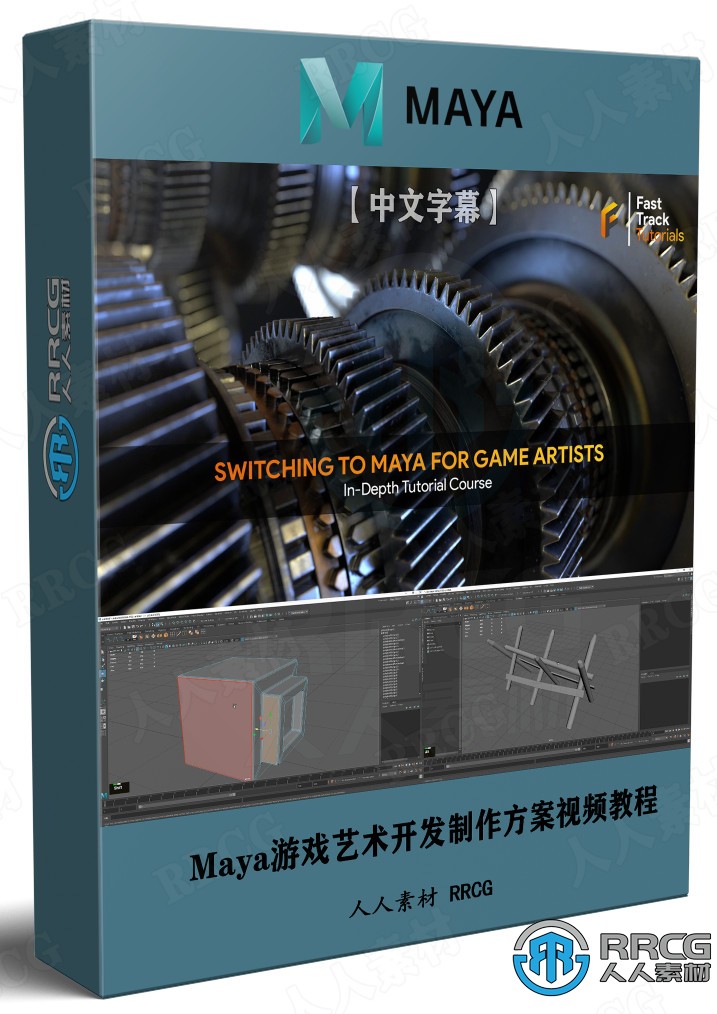 MAYA
【中文字幕】
Fast
Track
Tutorials
RRCG
人人素材
SWITCHING TO MAYA FOR GAME ARTISTS
In-Depth Tutorial Course
Maya游戏艺术开发制作方案视频教程
人人素材 RRCG
RRCG
人人素材